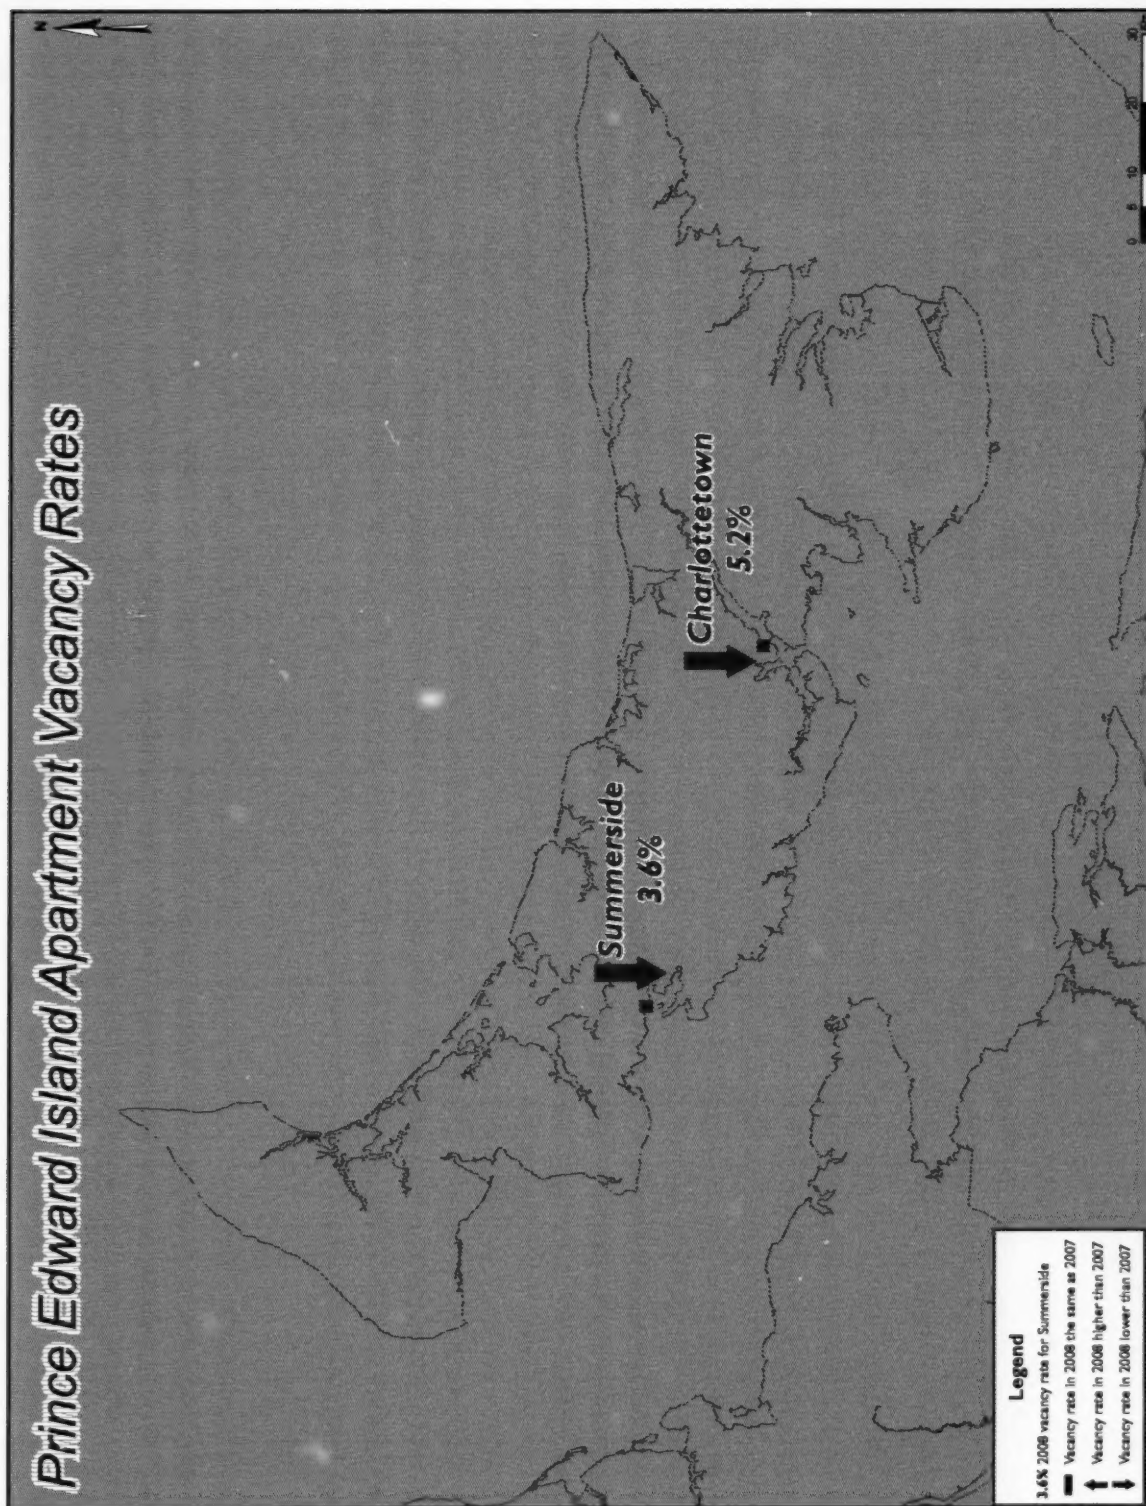 Prince Edward Island Apartment Vacancy Rates
N
Summerside
3.6%
Charlottetown
5.2%
Legend
3.6% 2008 vacancy rate for Summerside
Vacancy rate in 2008 the same as 2007
Vacancy rate in 2008 higher than 2007
Vacancy rate in 2008 lower than 2007
0 5 10 20 30